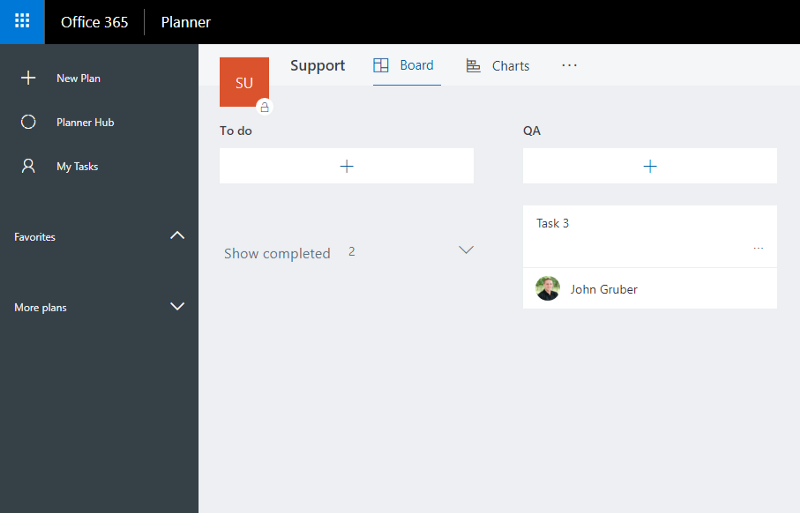 Office 365 Planner
New Plan
Planner Hub
My Tasks
Favorites
More plans
SU
Support Board Charts ...
To do
Show completed 2
QA
Task 3
...
John Gruber